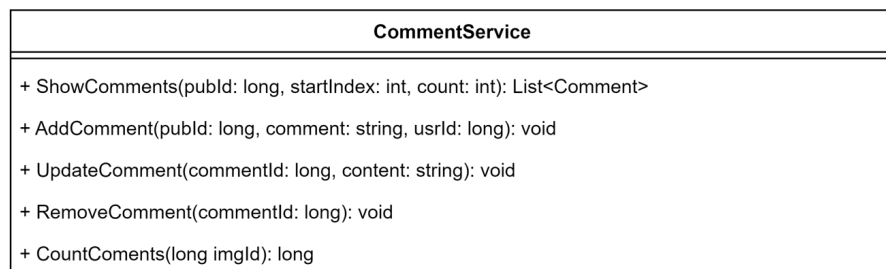 CommentService
+ ShowComments(pubId: long, startIndex: int, count: int): List<Comment>
+ AddComment(pubId: long, comment: string, usrId: long): void
+ UpdateComment(commentId: long, content: string): void
+ RemoveComment(commentId: long): void
+ CountComents(long imgId): long